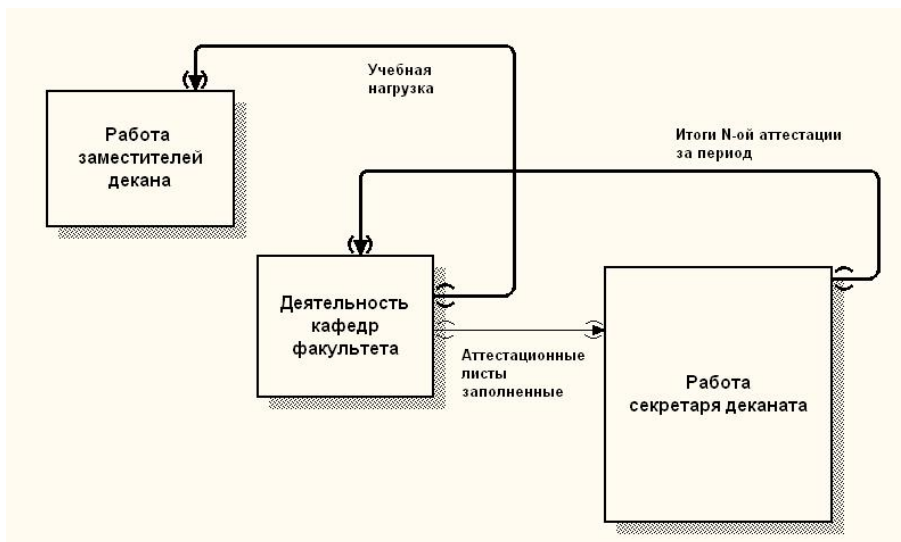 Учебная
нагрузка
Работа
заместителей
декана
Итоги N-ой аттестации
за период
Деятельность
кафедр
факультета
Аттестационные
листы
заполненные
Работа
секретаря деканата